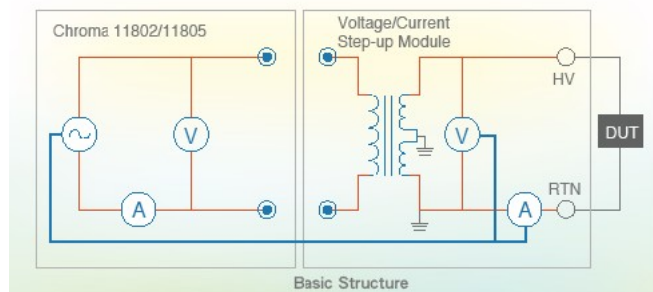 Chroma 11802/11805
Voltage/Current
Step-up Module
HV
V
V
DUT
RTN
A
A
Basic Structure